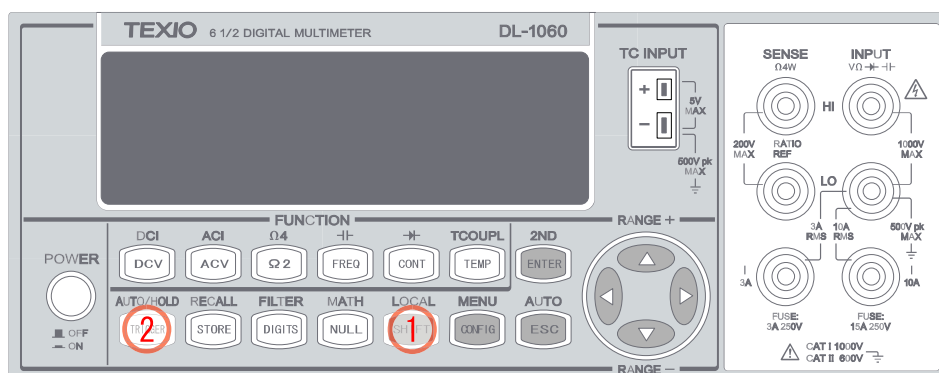 TEXIO 6 1/2 DIGITAL MULTIMETER DL-1060
TC INPUT
+
−
5V
MAX
500V pk
MAX
SENSE
Ω4W
INPUT
VΩ
HI
200V
MAX
RATIO
REF
1000V
MAX
LO
3A
RMS
10A
RMS
500V pk
MAX
3A
10A
FUSE:
3A 250V
FUSE:
15A 250V
CAT I 1000V
CAT II 600V
FUNCTION
RANGE +
DCI ACI Ω4 TCOUPL 2ND
POWER
DCV ACV Ω2 FREQ CONT TEMP ENTER
AUTO/HOLD RECALL FILTER MATH LOCAL MENU AUTO
TRIGGER STORE DIGITS NULL SHIFT CONFIG ESC
2
1
OFF
ON
RANGE −